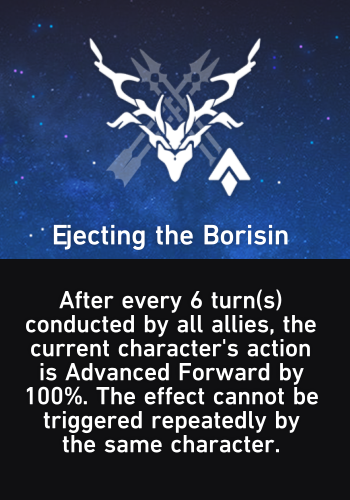 Ejecting the Borisin
After every 6 turn(s)
conducted by all allies, the
current character's action
is Advanced Forward by
100%. The effect cannot be
triggered repeatedly by
the same character.